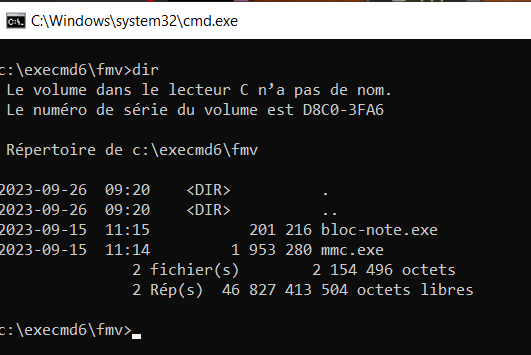 C:\Windows\system32\cmd.exe
c:\execmd6\fmv>dir
Le volume dans le lecteur C n’a pas de nom.
Le numéro de série du volume est D8C0-3FA6
Répertoire de c:\execmd6\fmv
2023-09-26  09:20    <DIR>          .
2023-09-26  09:20    <DIR>          ..
2023-09-15  11:15           201 216 bloc-note.exe
2023-09-15  11:14         1 953 280 mmc.exe
2 fichier(s)        2 154 496 octets
2 Rép(s)  46 827 413 504 octets libres
c:\execmd6\fmv>